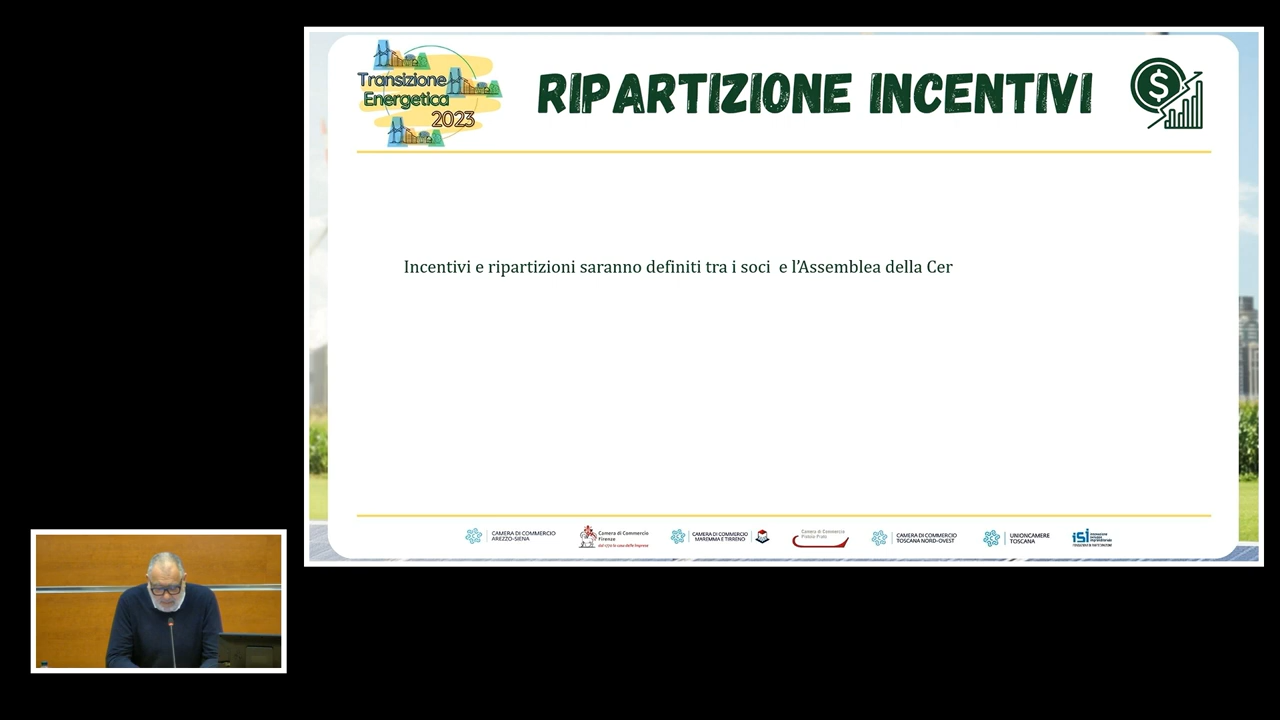 Transizione
Energetica
2023
RIPARTIZIONE INCENTIVI
Incentivi e ripartizioni saranno definiti tra i soci  e l’Assemblea della Cer
CAMERA DI COMMERCIO
AREZZO-SIENA
Camera di Commercio
Firenze
CAMERA DI COMMERCIO
MAREMMA E TIRRENO
Camera di Commercio
Pistoia-Prato
CAMERA DI COMMERCIO
TOSCANA NORD-OVEST
UNIONCAMERE
TOSCANA
isi